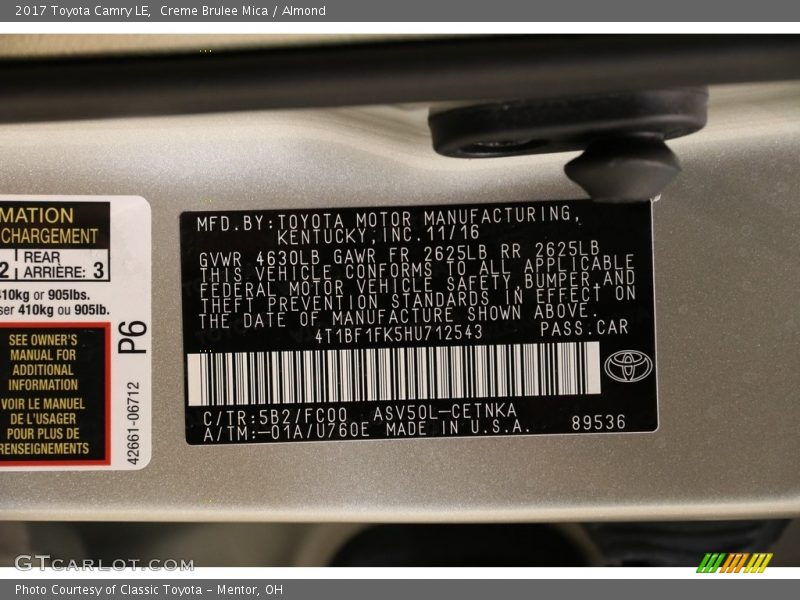 2017 Toyota Camry LE, Creme Brulee Mica / Almond
MATION
CHARGEMENT
2 REAR
ARRIÈRE: 3
410kg or 905lbs.
ser 410kg ou 905lb.
SEE OWNER'S
MANUAL FOR
ADDITIONAL
INFORMATION
VOIR LE MANUEL
DE L'USAGER
POUR PLUS DE
RENSEIGNEMENTS
P6
42661-06712
MFD.BY:TOYOTA MOTOR MANUFACTURING,
KENTUCKY,INC.11/16
GVWR 4630LB GAWR FR 2625LB RR 2625LB
THIS VEHICLE CONFORMS TO ALL APPLICABLE
FEDERAL MOTOR VEHICLE SAFETY,BUMPER,AND
THEFT PREVENTION STANDARDS IN EFFECT ON
THE DATE OF MANUFACTURE SHOWN ABOVE.
4T1BF1FK5HU712543 PASS.CAR
C/TR:5B2/FC00 ASV50L-CETNKA
A/TM:-01A/U760E MADE IN U.S.A. 89536
GTCARLOT.COM
Photo Courtesy of Classic Toyota - Mentor, OH